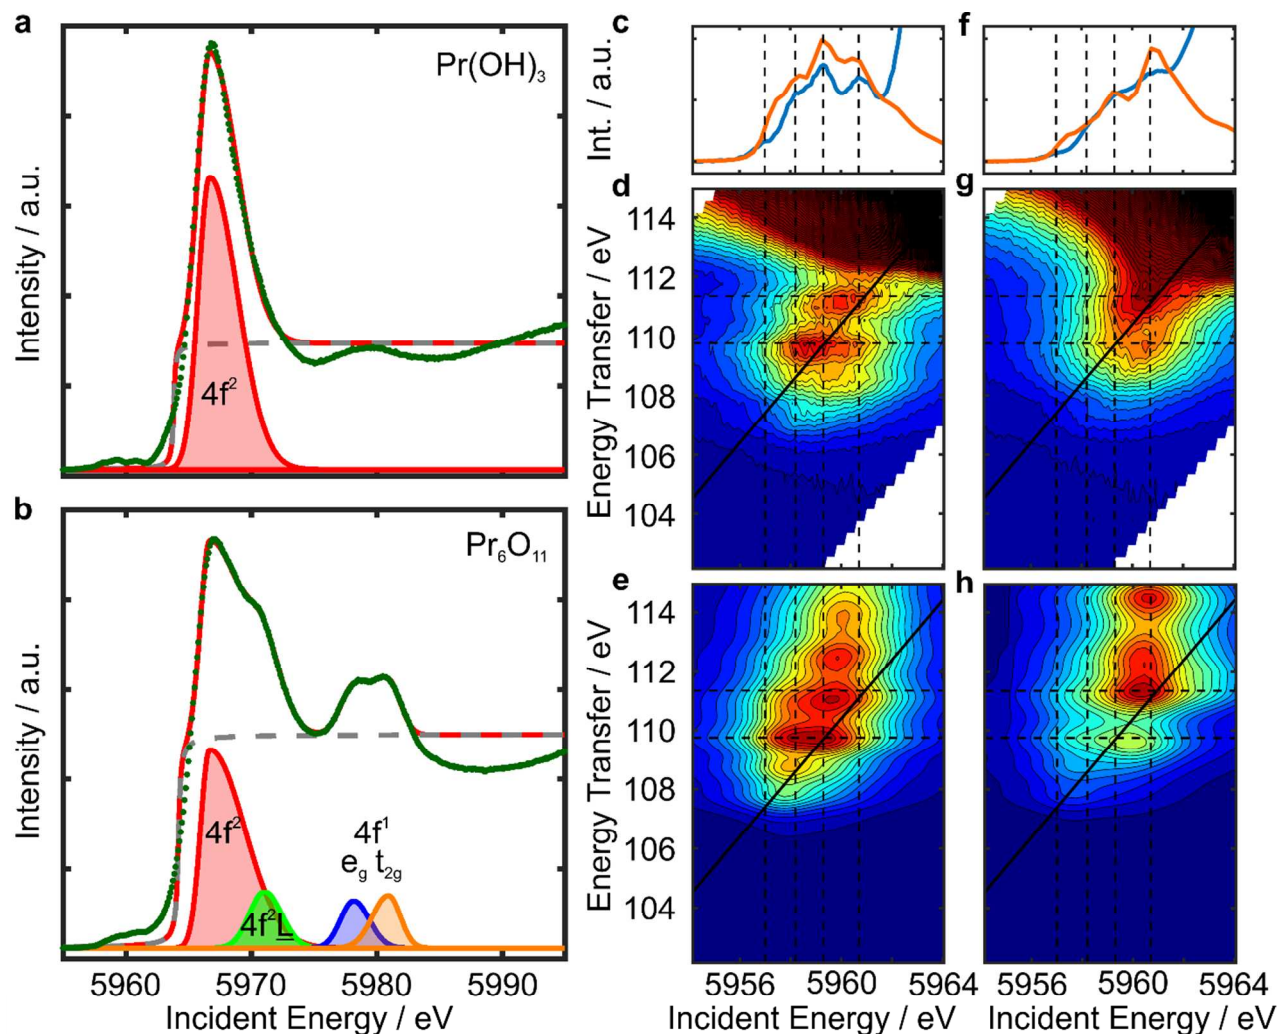 a
Pr(OH)3
Intensity / a.u.
4f2
b
Pr6O11
Intensity / a.u.
4f2
4f2L
4f1
eg t2g
5960 5970 5980 5990
Incident Energy / eV
c
Int. / a.u.
f
d
g
114
112
110
108
106
104
Energy Transfer / eV
e
h
114
112
110
108
106
104
Energy Transfer / eV
5956 5960 5964
5956 5960 5964
Incident Energy / eV
Incident Energy / eV